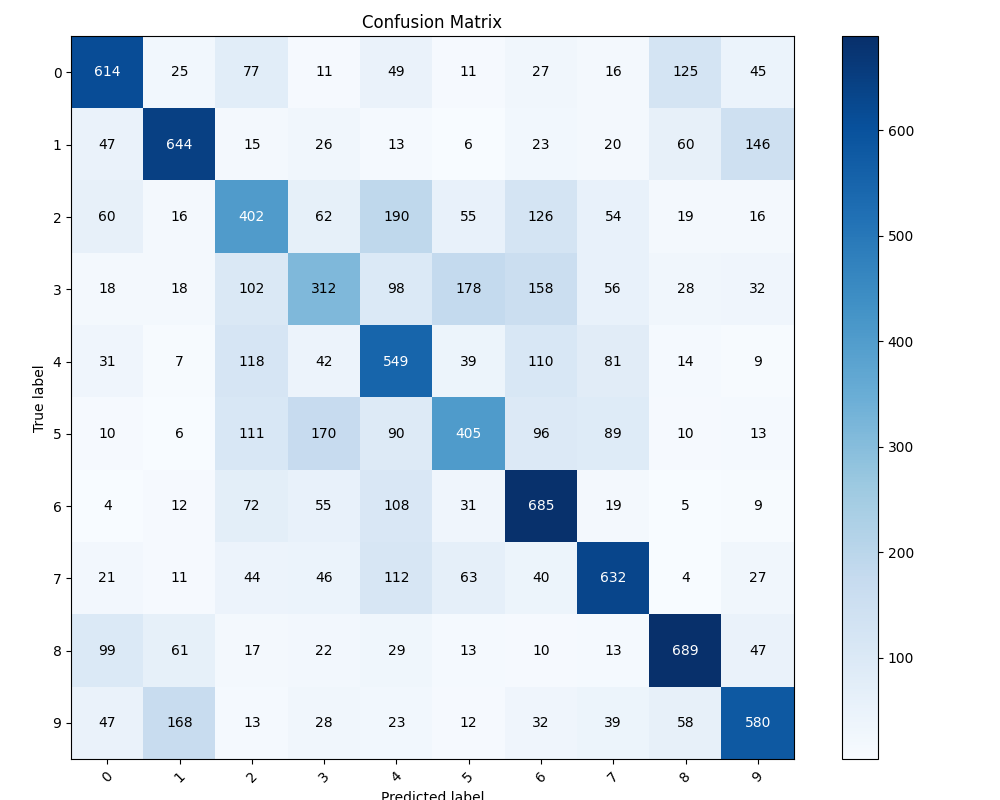 Confusion Matrix
0 614 25 77 11 49 11 27 16 125 45
1 47 644 15 26 13 6 23 20 60 146
2 60 16 402 62 190 55 126 54 19 16
3 18 18 102 312 98 178 158 56 28 32
4 31 7 118 42 549 39 110 81 14 9
5 10 6 111 170 90 405 96 89 10 13
6 4 12 72 55 108 31 685 19 5 9
7 21 11 44 46 112 63 40 632 4 27
8 99 61 17 22 29 13 10 13 689 47
9 47 168 13 28 23 12 32 39 58 580
0 1 2 3 4 5 6 7 8 9
True label
Predicted label
600
500
400
300
200
100